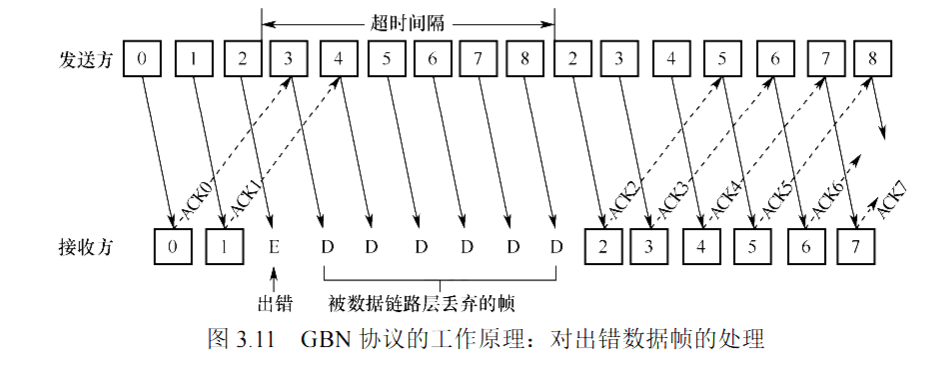 超时间隔
发送方 0 1 2 3 4 5 6 7 8 2 3 4 5 6 7 8
ACK0 ACK1 ACK2 ACK3 ACK4 ACK5 ACK6 ACK7
接收方 0 1 E D D D D D D 2 3 4 5 6 7
出错 被数据链路层丢弃的帧
图 3.11 GBN 协议的工作原理：对出错数据帧的处理